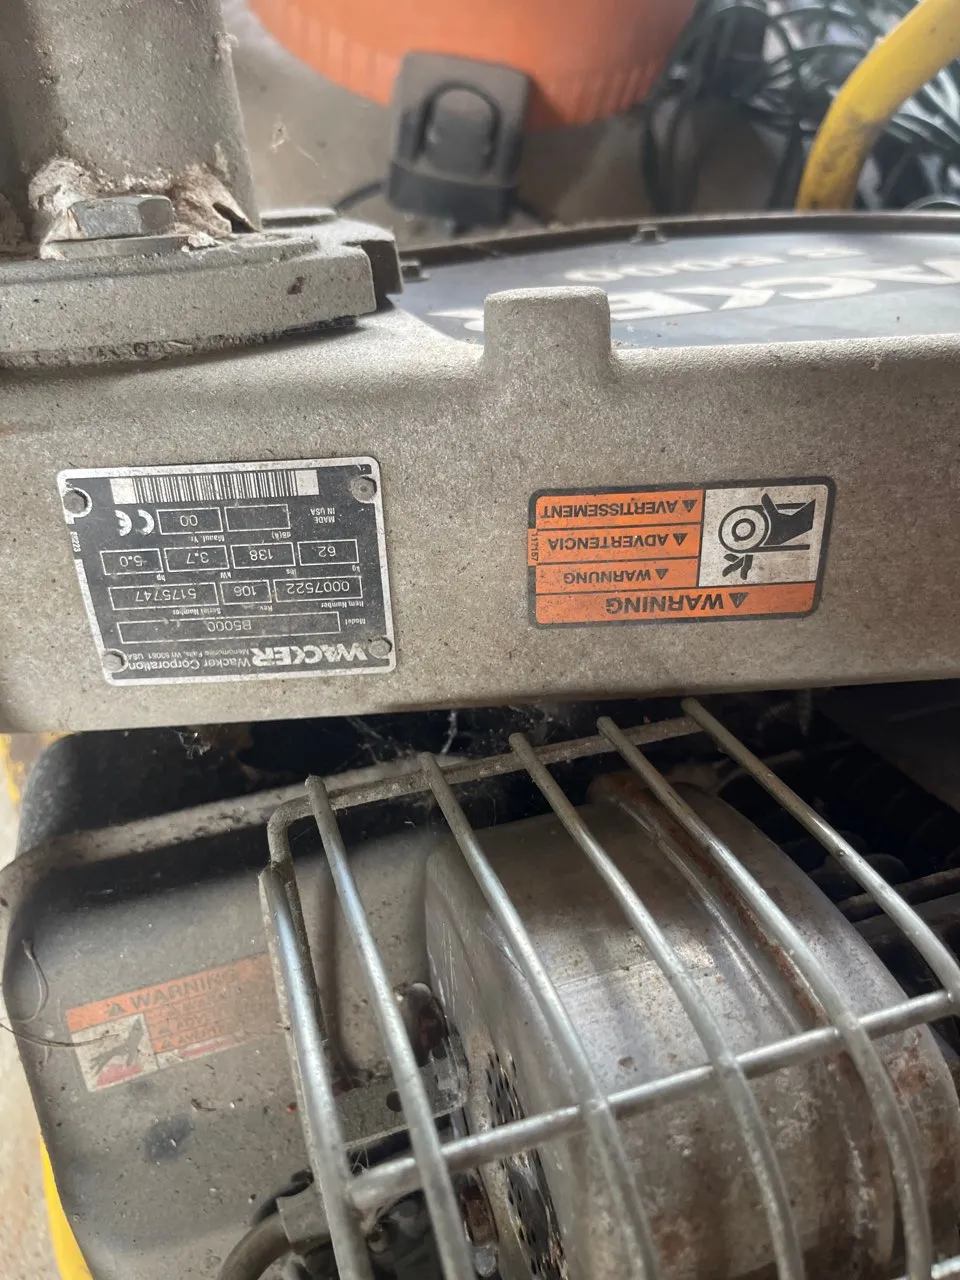 WACKER Wacker Corporation
Menomonee Falls, WI 53051 USA
Model B5000
Item Number Rev. Serial Number
0007522 106 5175747
kg lbs kW hp
62. 138 3.7 5.0
dB(A) Manuf. Yr.
00
MADE
IN USA
CE
WARNING
WARNUNG
ADVERTENCIA
AVERTISSEMENT
117167
WARNING